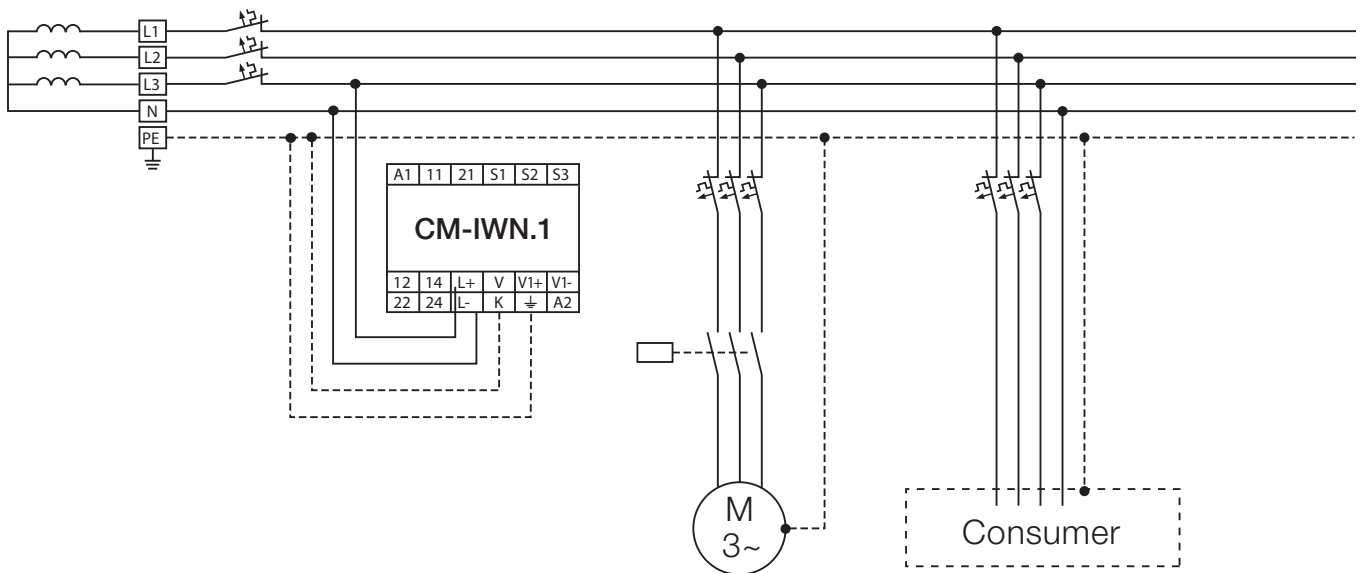 L1
L2
L3
N
PE
A1 11 21 S1 S2 S3
CM-IWN.1
12 14 L+ V V1+ V1-
22 24 L- K A2
M
3~
Consumer